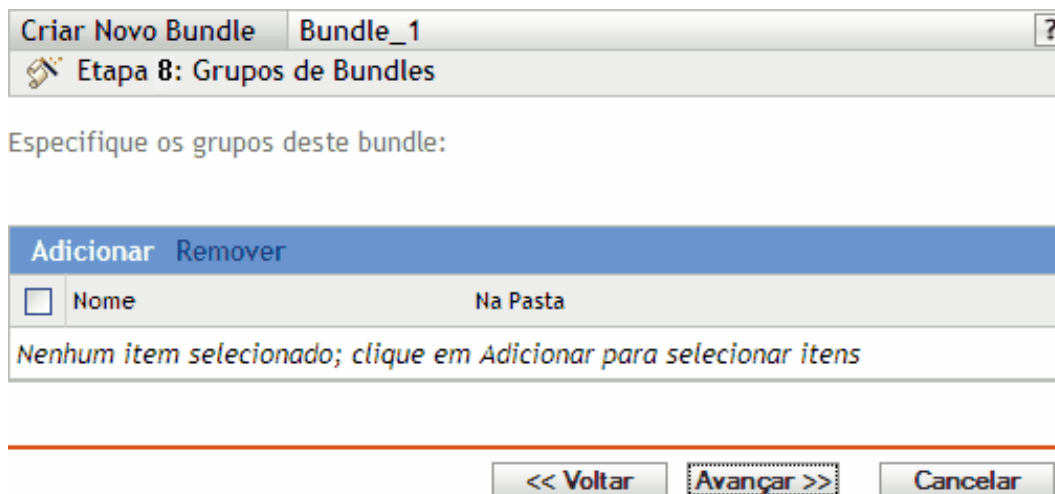 Criar Novo Bundle Bundle_1 ?
Etapa 8: Grupos de Bundles
Especifique os grupos deste bundle:
Adicionar Remover
Nome Na Pasta
Nenhum item selecionado; clique em Adicionar para selecionar itens
<< Voltar Avançar >> Cancelar